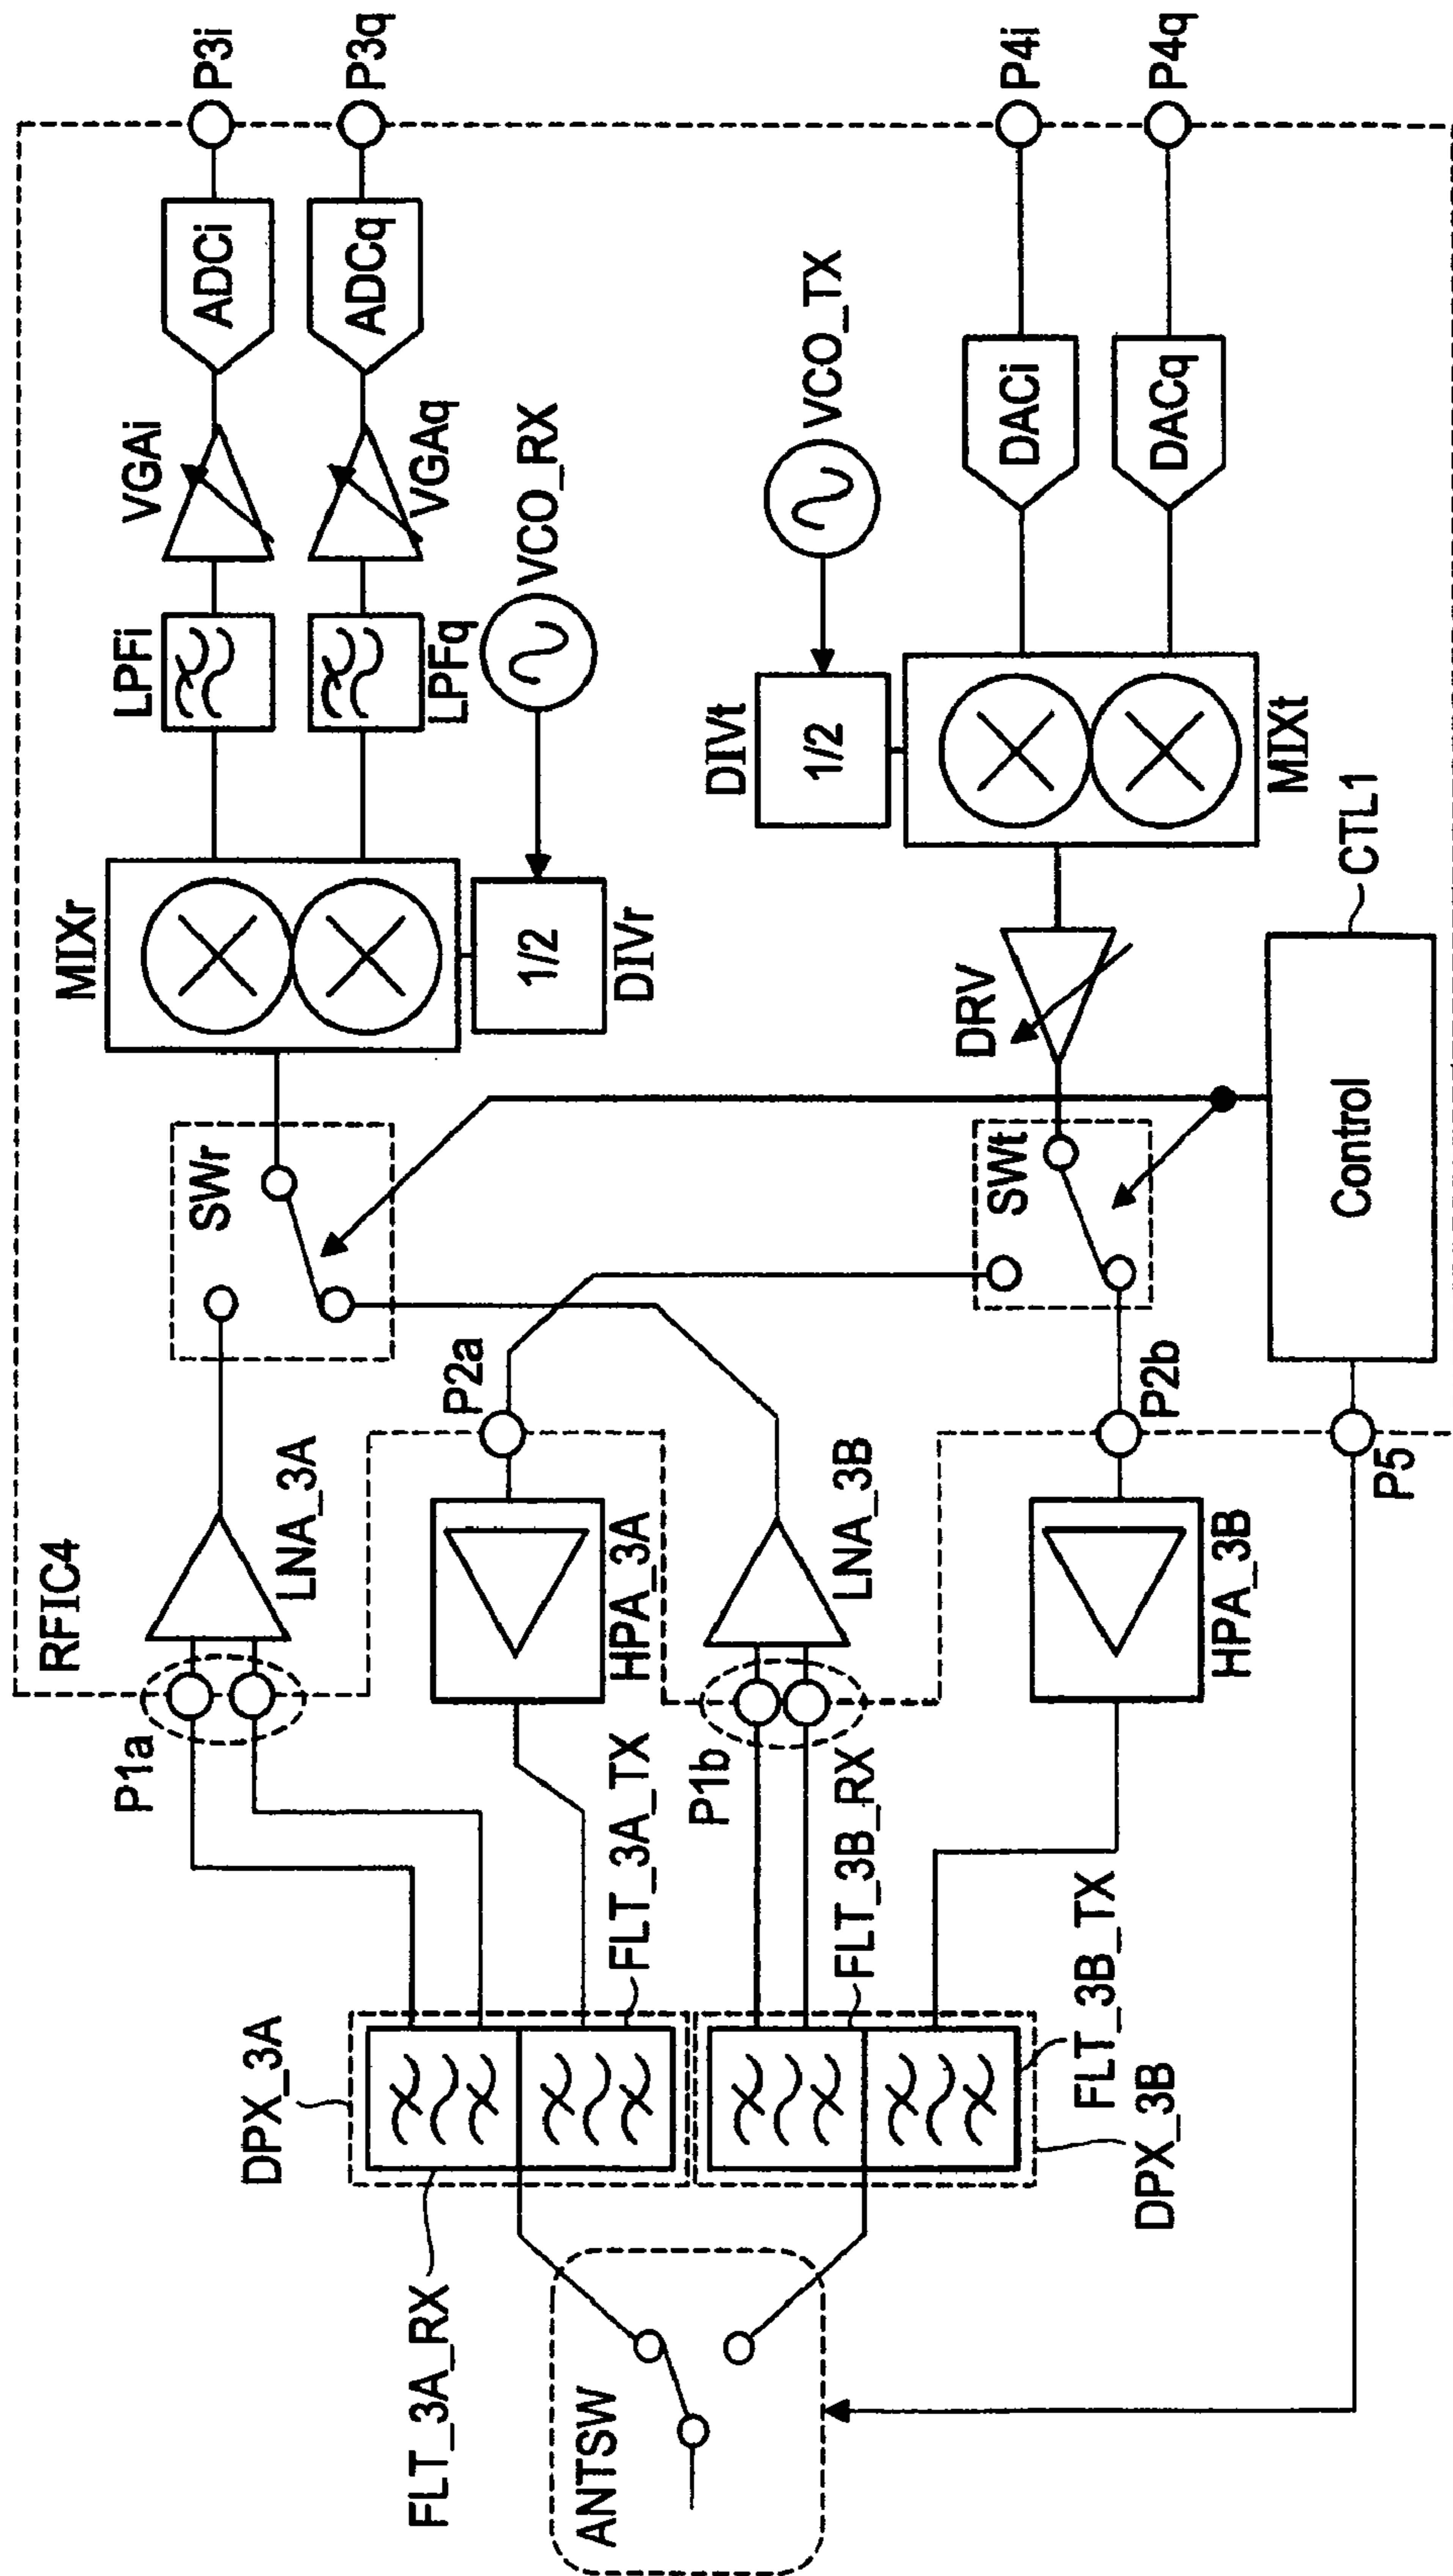 RFIC4
P1a
LNA_3A
SWr
MIXr
1/2
DIVr
LPFi
LPFq
VGAi
VGAq
VCO_RX
ADCi
ADCq
P3i
P3q
DPX_3A
FLT_3A_RX
FLT_3A_TX
HPA_3A
P2a
ANTSW
P1b
LNA_3B
FLT_3B_RX
FLT_3B_TX
DPX_3B
HPA_3B
P2b
SWt
DRV
DIVt
1/2
MIXt
VCO_TX
DACi
DACq
P4i
P4q
P5
Control
CTL1